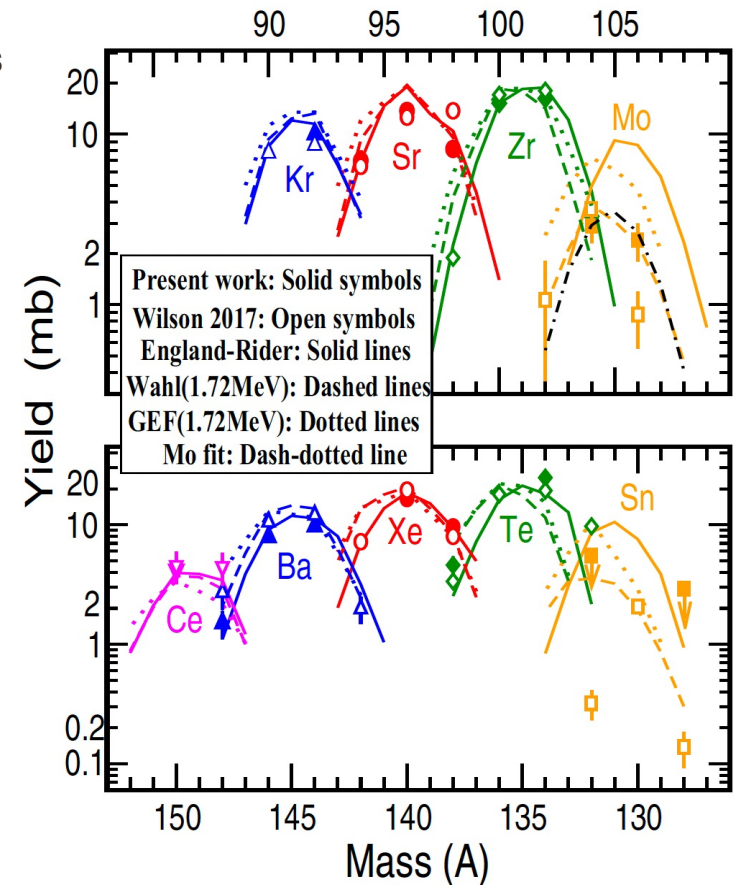 s
90 95 100 105
20
10
2
1
Kr Sr Zr Mo
Present work: Solid symbols
Wilson 2017: Open symbols
England-Rider: Solid lines
Wahl(1.72MeV): Dashed lines
GEF(1.72MeV): Dotted lines
Mo fit: Dash-dotted line
Yield (mb)
20
10
2
1
0.2
0.1
Ce Ba Xe Te Sn
150 145 140 135 130
Mass (A)